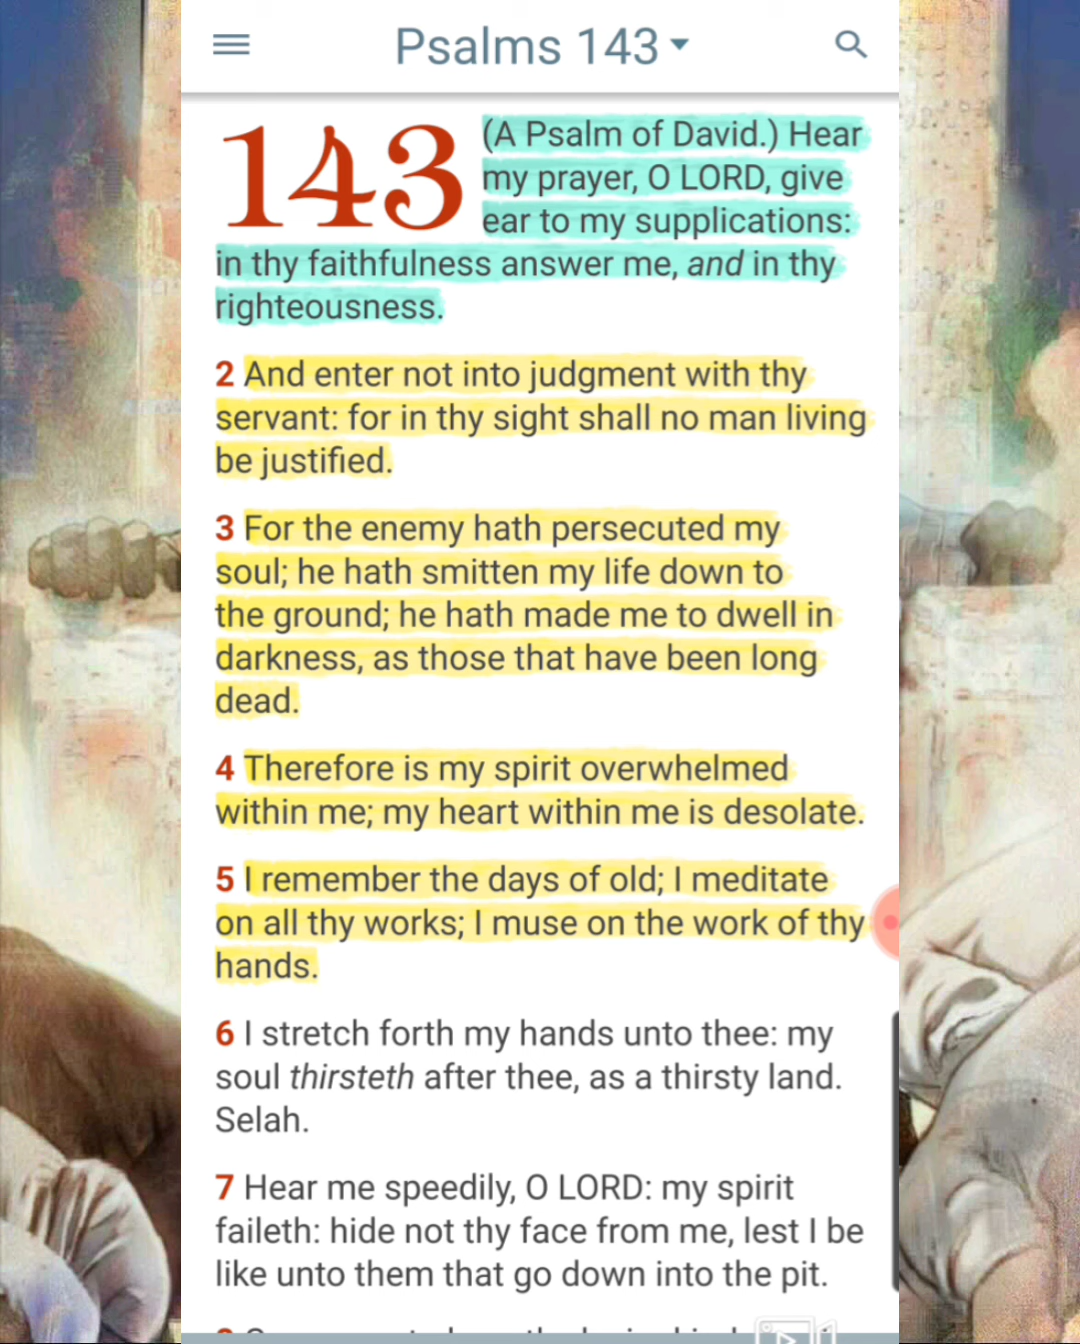 Psalms 143
143 (A Psalm of David.) Hear
my prayer, O LORD, give
ear to my supplications:
in thy faithfulness answer me, and in thy
righteousness.
2 And enter not into judgment with thy
servant: for in thy sight shall no man living
be justified.
3 For the enemy hath persecuted my
soul; he hath smitten my life down to
the ground; he hath made me to dwell in
darkness, as those that have been long
dead.
4 Therefore is my spirit overwhelmed
within me; my heart within me is desolate.
5 I remember the days of old; I meditate
on all thy works; I muse on the work of thy
hands.
6 I stretch forth my hands unto thee: my
soul thirsteth after thee, as a thirsty land.
Selah.
7 Hear me speedily, O LORD: my spirit
faileth: hide not thy face from me, lest I be
like unto them that go down into the pit.